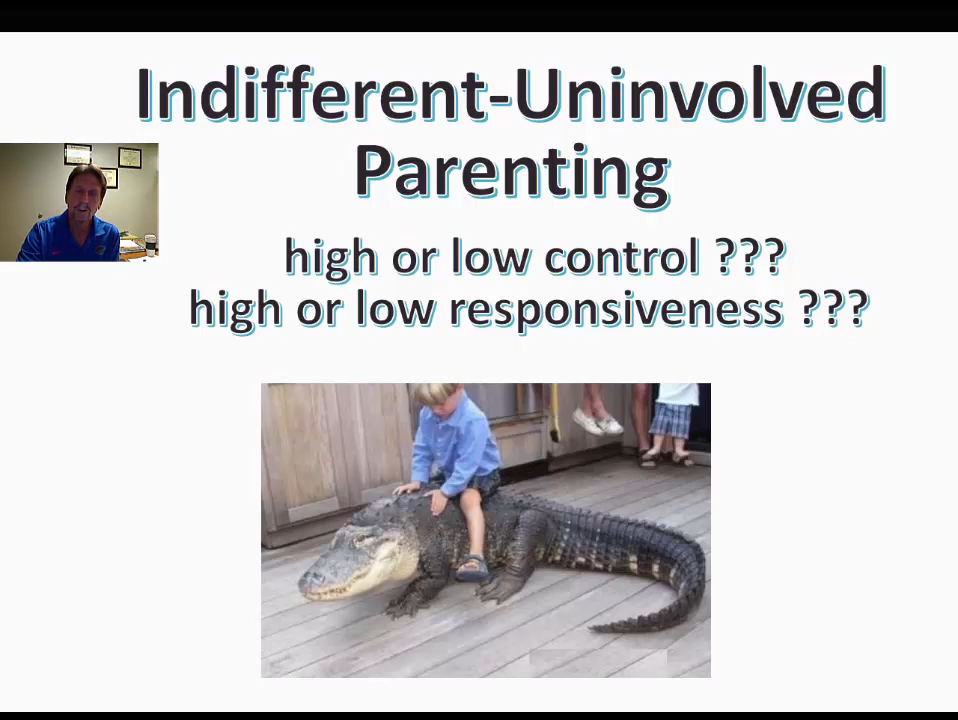 Indifferent-Uninvolved
Parenting
high or low control ???
high or low responsiveness ???